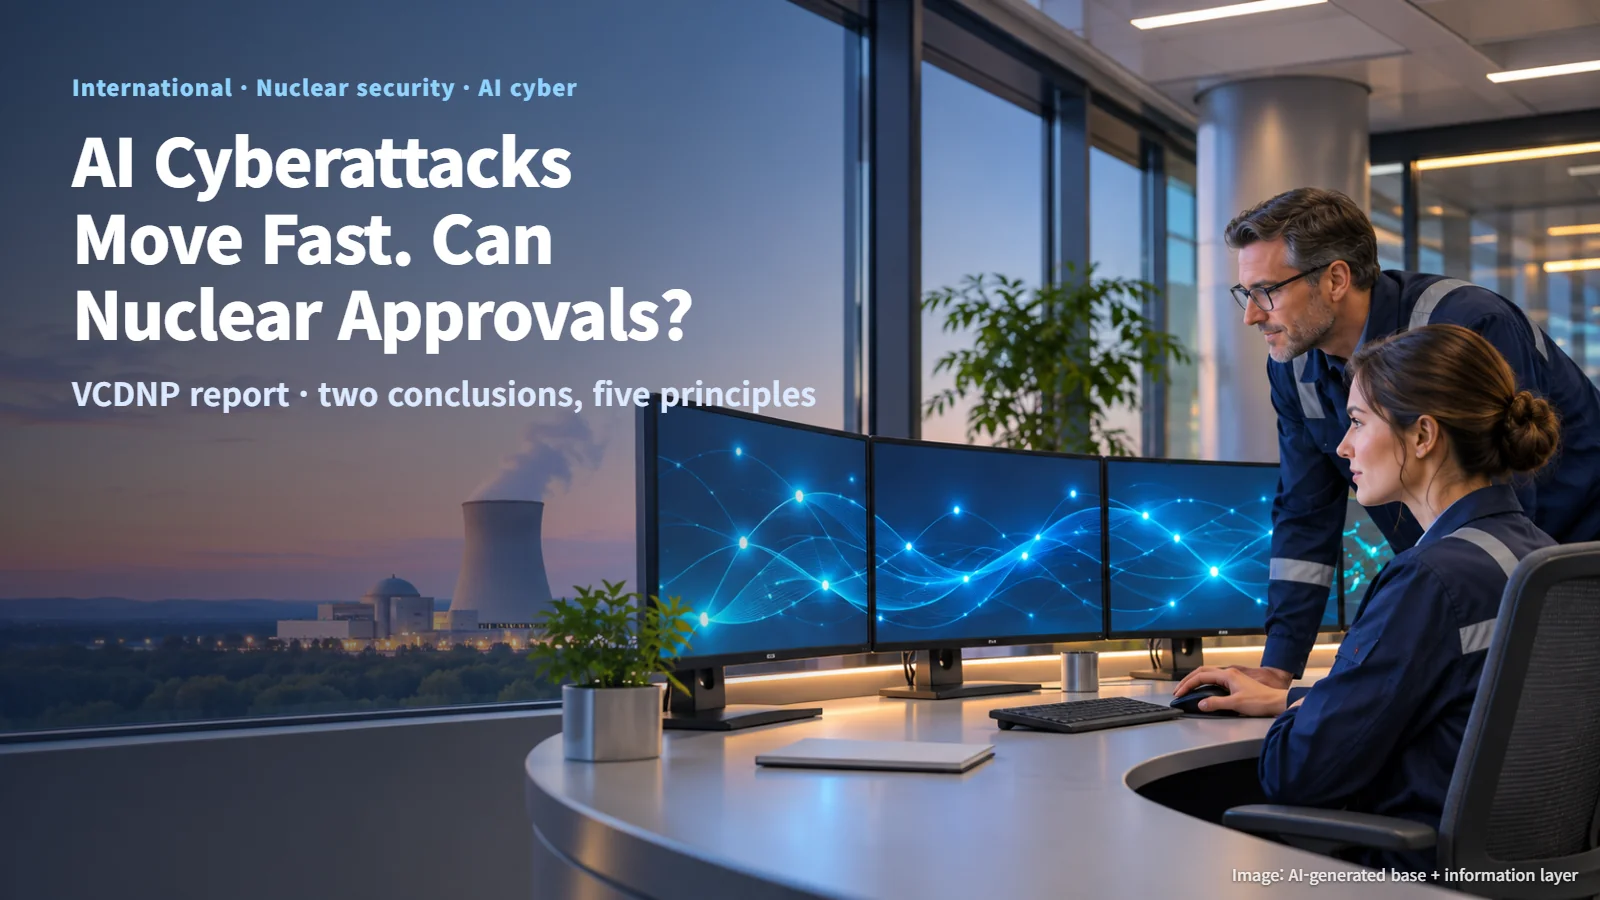 International · Nuclear security · AI cyber
AI Cyberattacks
Move Fast. Can
Nuclear Approvals?
VCDNP report · two conclusions, five principles
Image: AI-generated base + information layer